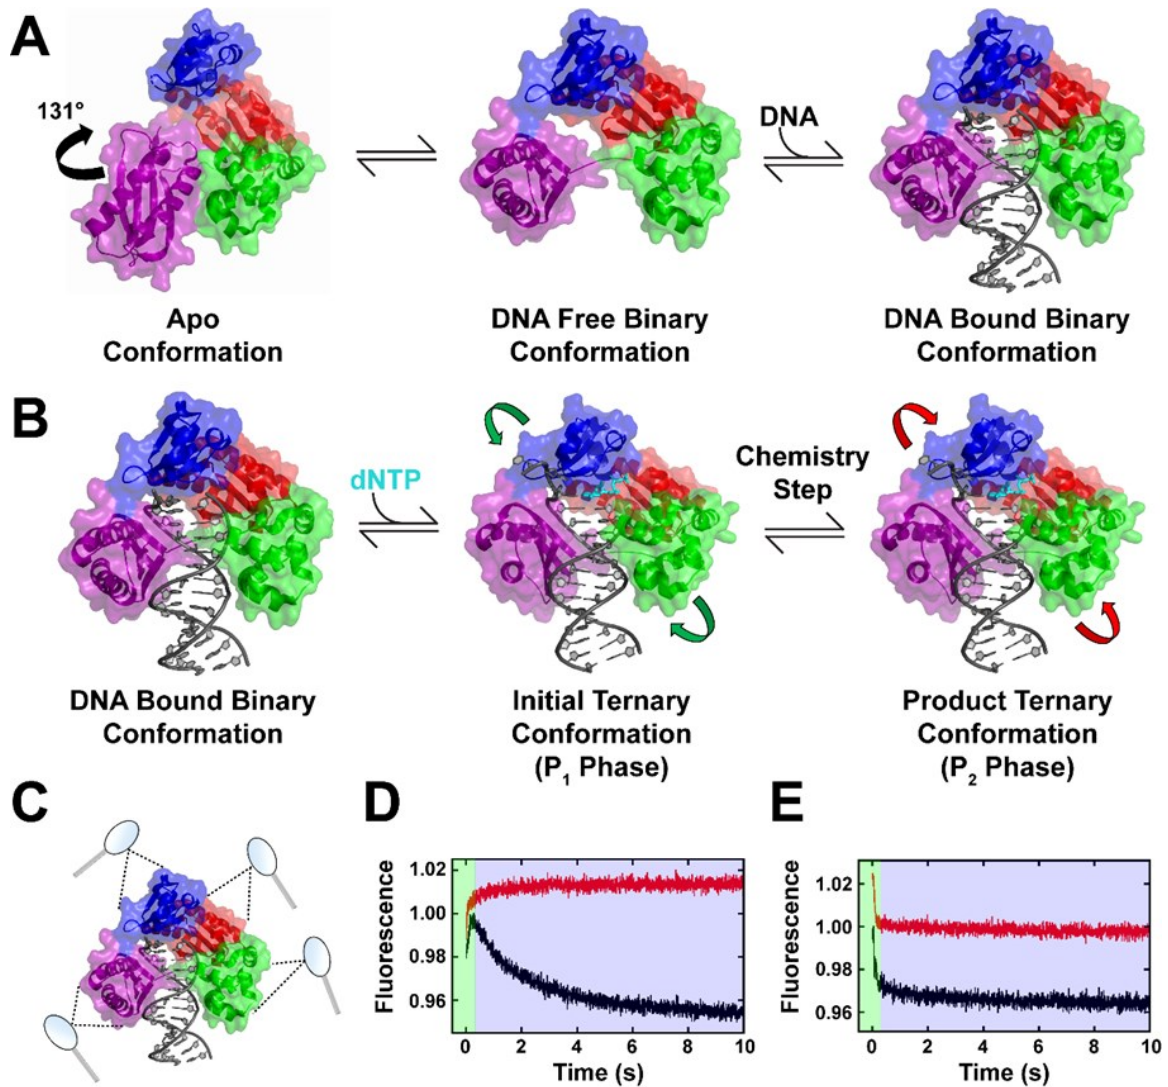 A
131°
DNA
Apo
Conformation
DNA Free Binary
Conformation
DNA Bound Binary
Conformation
B
dNTP
Chemistry
Step
DNA Bound Binary
Conformation
Initial Ternary
Conformation
(P1 Phase)
Product Ternary
Conformation
(P2 Phase)
C
D
Fluorescence
1.02
1.00
0.98
0.96
0 2 4 6 8 10
Time (s)
E
Fluorescence
1.02
1.00
0.98
0.96
0 2 4 6 8 10
Time (s)